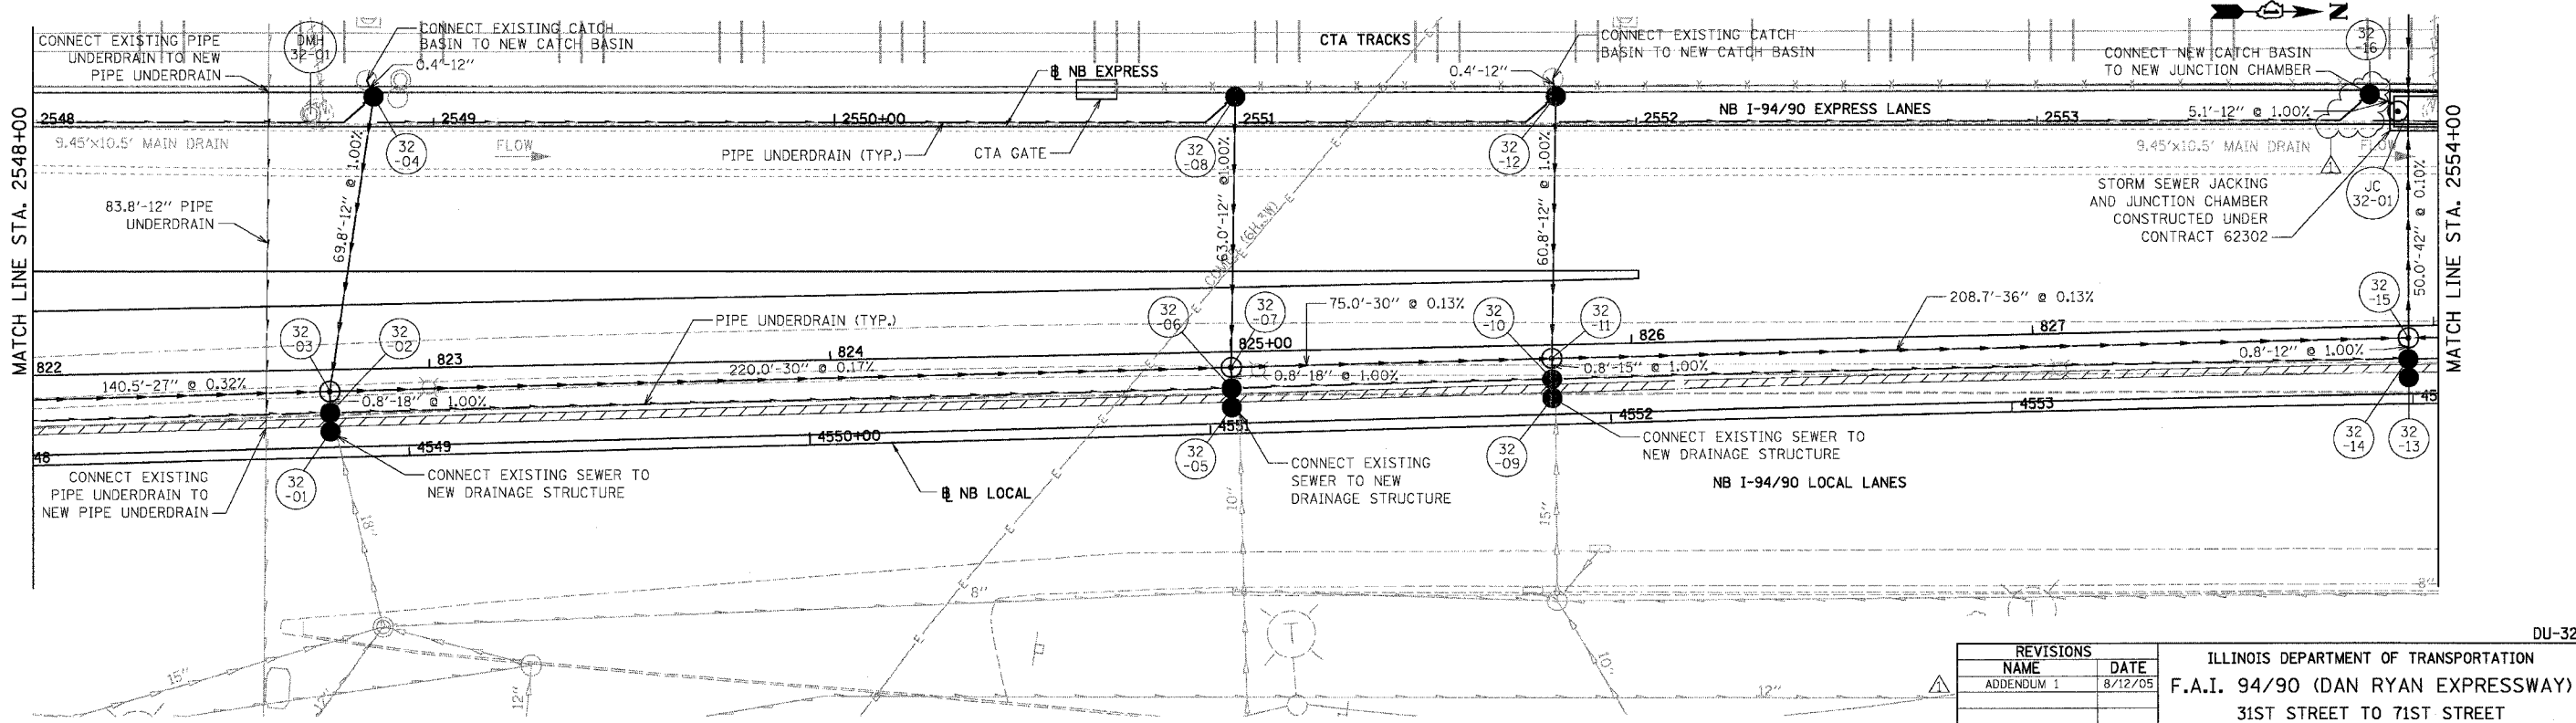 CONNECT EXISTING PIPE
UNDERDRAIN TO NEW
PIPE UNDERDRAIN
DMH
32-01
CONNECT EXISTING CATCH
BASIN TO NEW CATCH BASIN
0.4'-12"
CTA TRACKS
CONNECT EXISTING CATCH
BASIN TO NEW CATCH BASIN
0.4'-12"
CONNECT NEW CATCH BASIN
TO NEW JUNCTION CHAMBER
32
-16
N
NB EXPRESS
NB I-94/90 EXPRESS LANES
5.1'-12" @ 1.00%
2548
2549
2550+00
2551
2552
2553
9.45'x10.5' MAIN DRAIN
FLOW
32
-04
PIPE UNDERDRAIN (TYP.)
CTA GATE
32
-08
32
-12
9.45'x10.5' MAIN DRAIN
FLOW
1
JC
32-01
MATCH LINE STA. 2548+00
MATCH LINE STA. 2554+00
83.8'-12" PIPE
UNDERDRAIN
69.8'-12" @ 1.00%
63.0'-12" @1.00%
60.8'-12" @ 1.00%
50.0'-42" @ 0.10%
STORM SEWER JACKING
AND JUNCTION CHAMBER
CONSTRUCTED UNDER
CONTRACT 62302
32
-03
32
-02
PIPE UNDERDRAIN (TYP.)
32
-06
32
-07
75.0'-30" @ 0.13%
32
-10
32
-11
208.7'-36" @ 0.13%
32
-15
822
823
824
825+00
826
827
140.5'-27" @ 0.32%
0.8'-18" @ 1.00%
220.0'-30" @ 0.17%
0.8'-18" @ 1.00%
0.8'-15" @ 1.00%
0.8'-12" @ 1.00%
48
4549
4550+00
4551
4552
4553
45
CONNECT EXISTING
PIPE UNDERDRAIN TO
NEW PIPE UNDERDRAIN
32
-01
CONNECT EXISTING SEWER TO
NEW DRAINAGE STRUCTURE
NB LOCAL
32
-05
CONNECT EXISTING
SEWER TO NEW
DRAINAGE STRUCTURE
32
-09
CONNECT EXISTING SEWER TO
NEW DRAINAGE STRUCTURE
NB I-94/90 LOCAL LANES
32
-14
32
-13
18"
10"
15"
8"
8"
15"
12"
12"
10"
12"
T
DU-32
REVISIONS
NAME DATE
1 ADDENDUM 1 8/12/05
ILLINOIS DEPARTMENT OF TRANSPORTATION
F.A.I. 94/90 (DAN RYAN EXPRESSWAY)
31ST STREET TO 71ST STREET